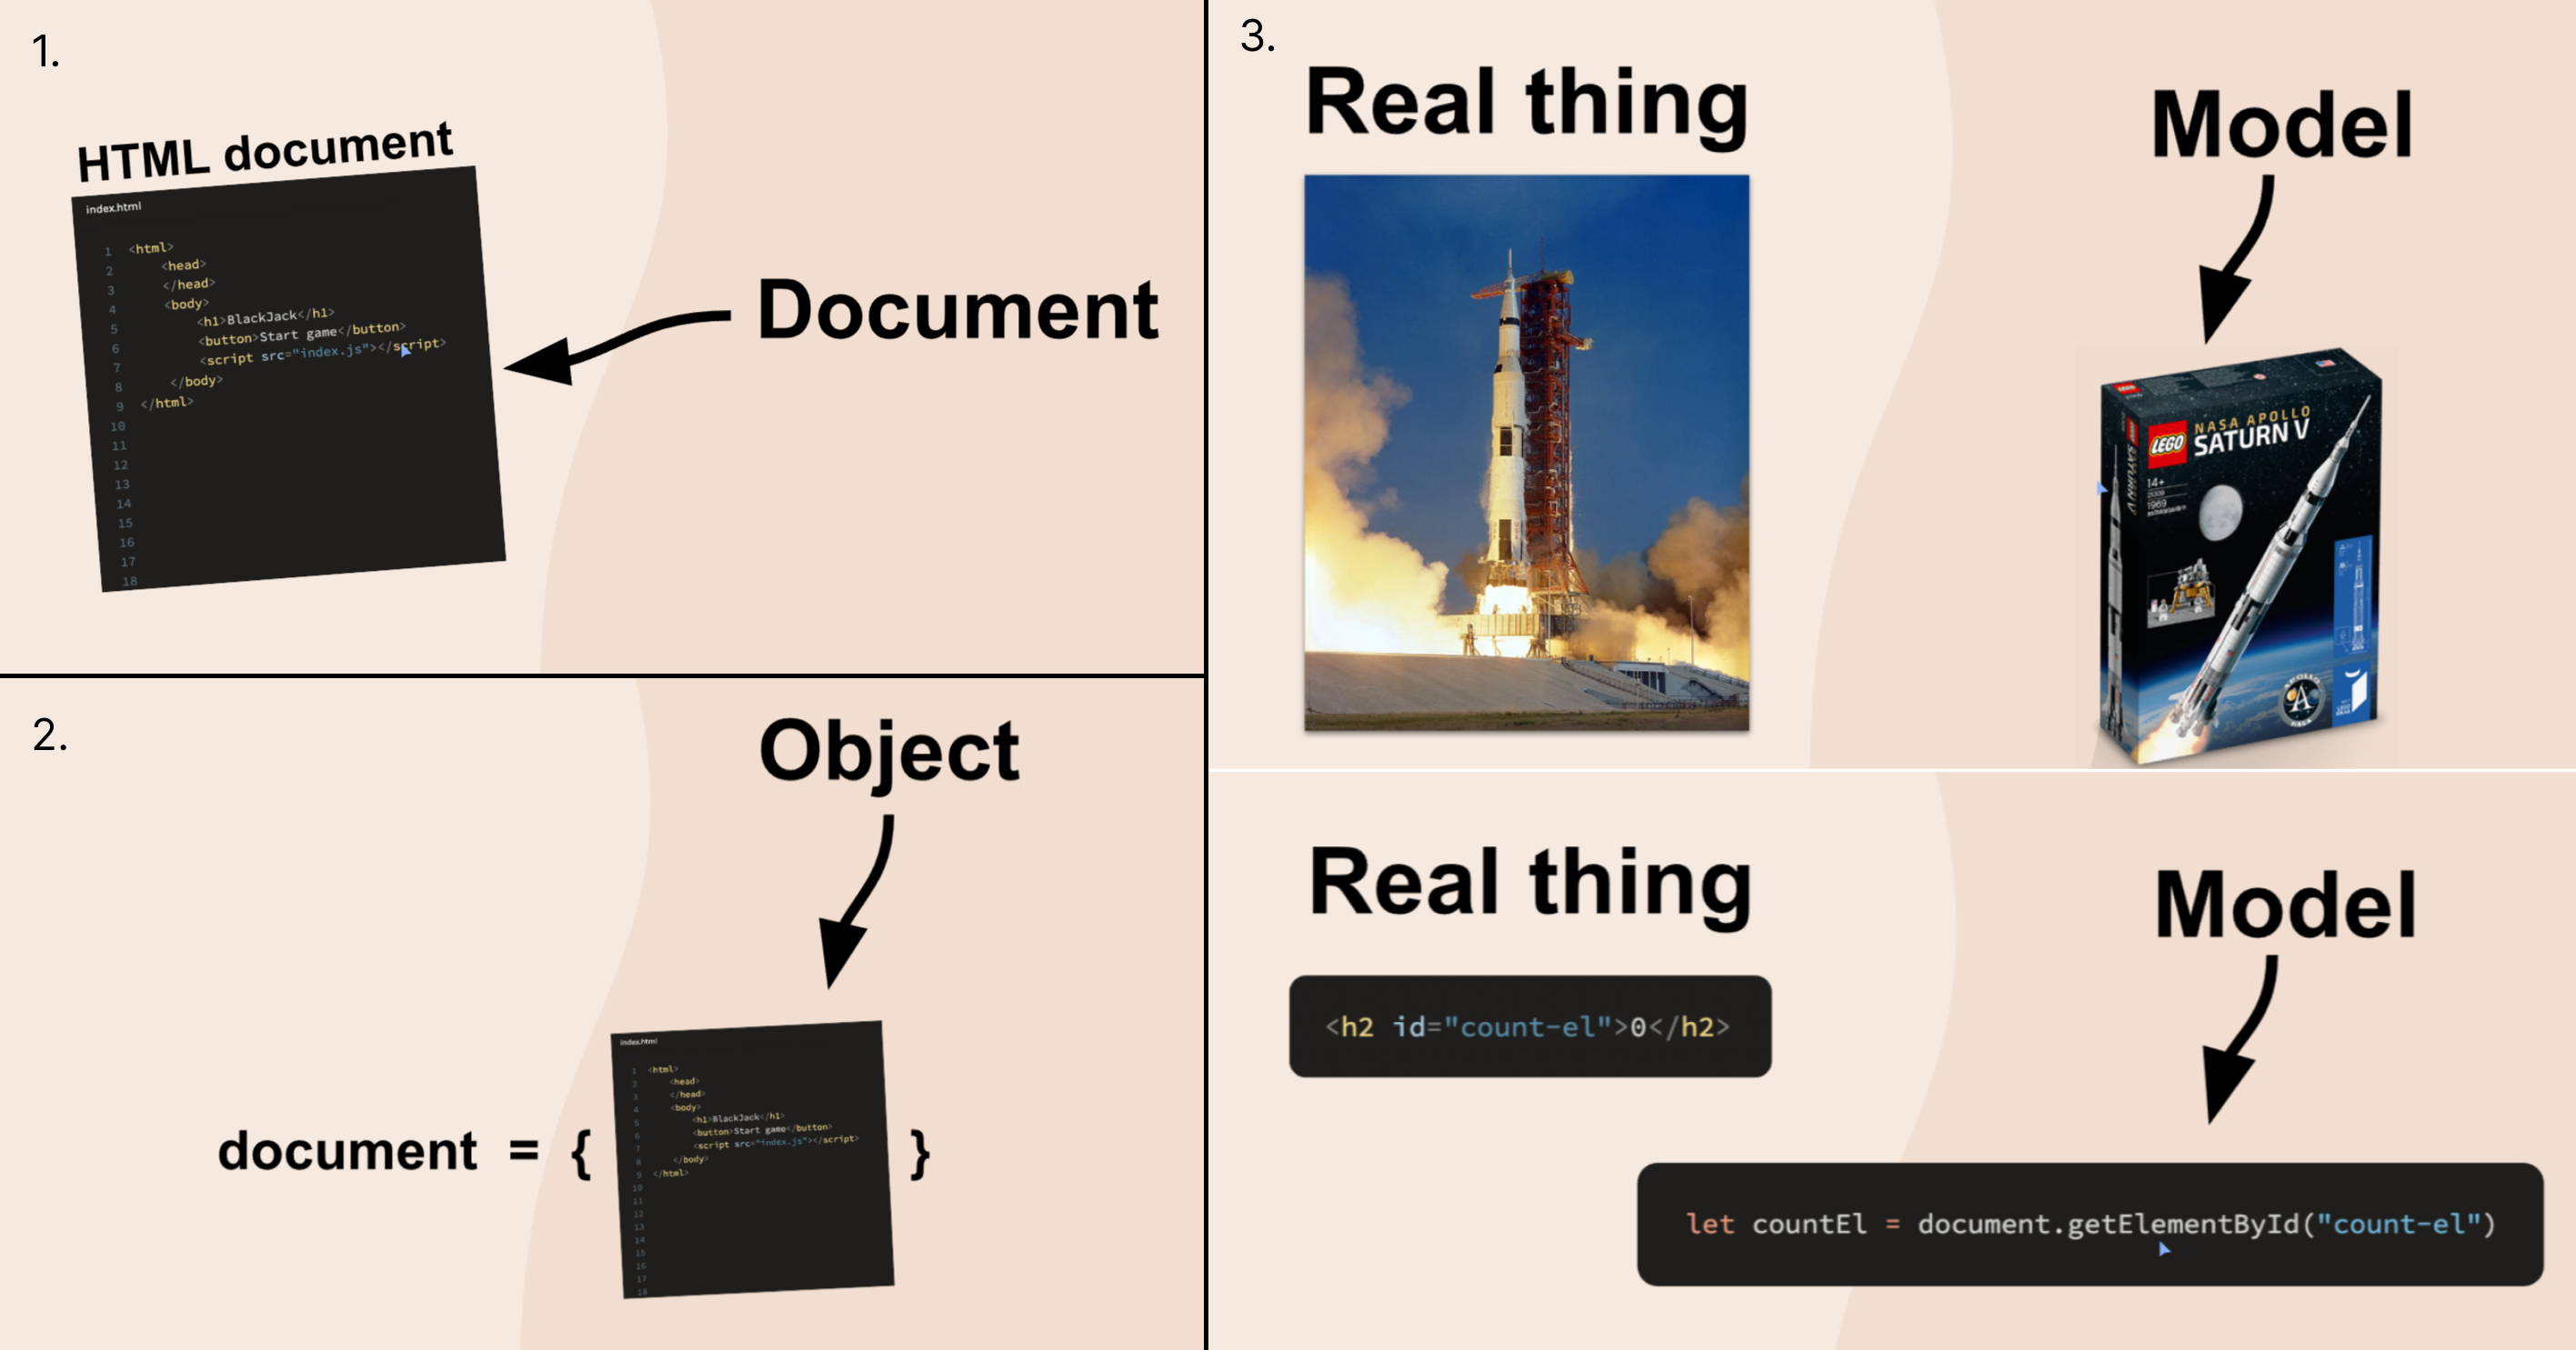 1.
HTML document
index.html
1 <html>
2 <head>
3 </head>
4 <body>
5 <h1>BlackJack</h1>
6 <button>Start game</button>
7 <script src="index.js"></script>
8 </body>
9 </html>
10
11
12
13
14
15
16
17
18
Document
2.
Object
document = { }
index.html
1 <html>
2 <head>
3 </head>
4 <body>
5 <h1>BlackJack</h1>
6 <button>Start game</button>
7 <script src="index.js"></script>
8 </body>
9 </html>
10
11
12
13
14
15
16
17
18
3.
Real thing
Model
LEGO
NASA APOLLO
SATURN V
14+
21309
1969
LEGO
SATURN V
APOLLO
Real thing
Model
<h2 id="count-el">0</h2>
let countEl = document.getElementById("count-el")